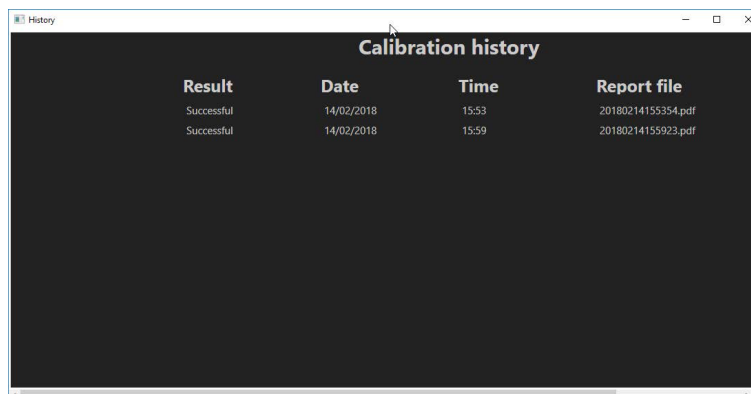 History
Calibration history
Result Date Time Report file
Successful 14/02/2018 15:53 20180214155354.pdf
Successful 14/02/2018 15:59 20180214155923.pdf